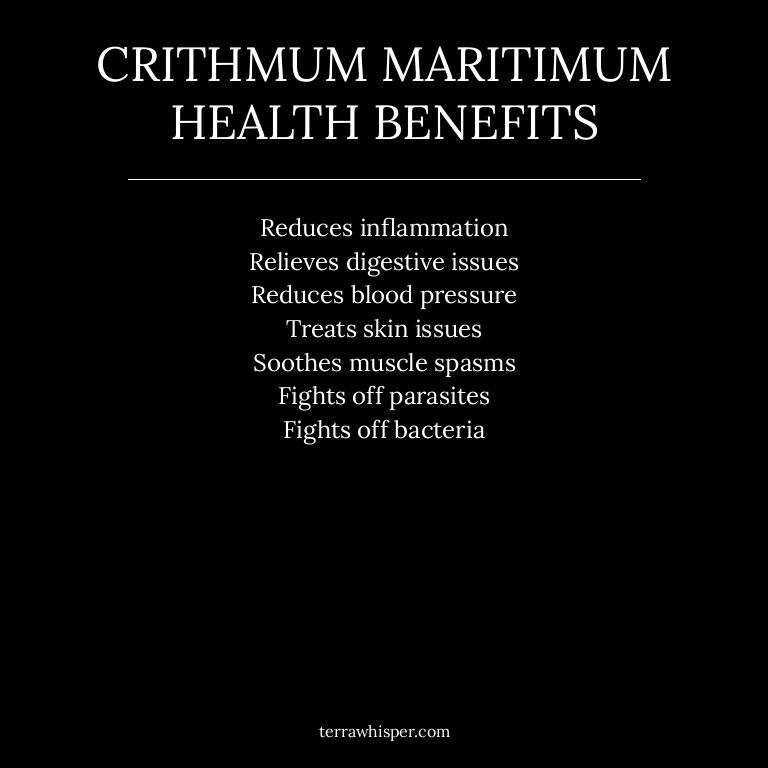 CRITHMUM MARITIMUM
HEALTH BENEFITS
Reduces inflammation
Relieves digestive issues
Reduces blood pressure
Treats skin issues
Soothes muscle spasms
Fights off parasites
Fights off bacteria
terrawhisper.com